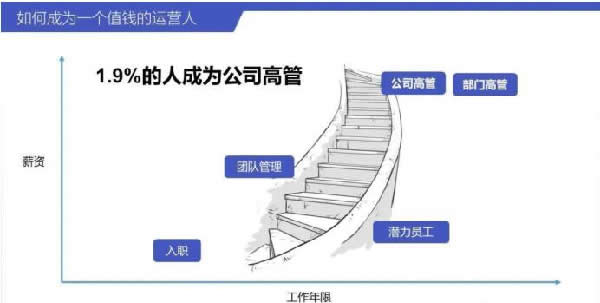 如何成为一个值钱的运营人
1.9%的人成为公司高管
公司高管
部门高管
薪资
团队管理
潜力员工
入职
工作年限